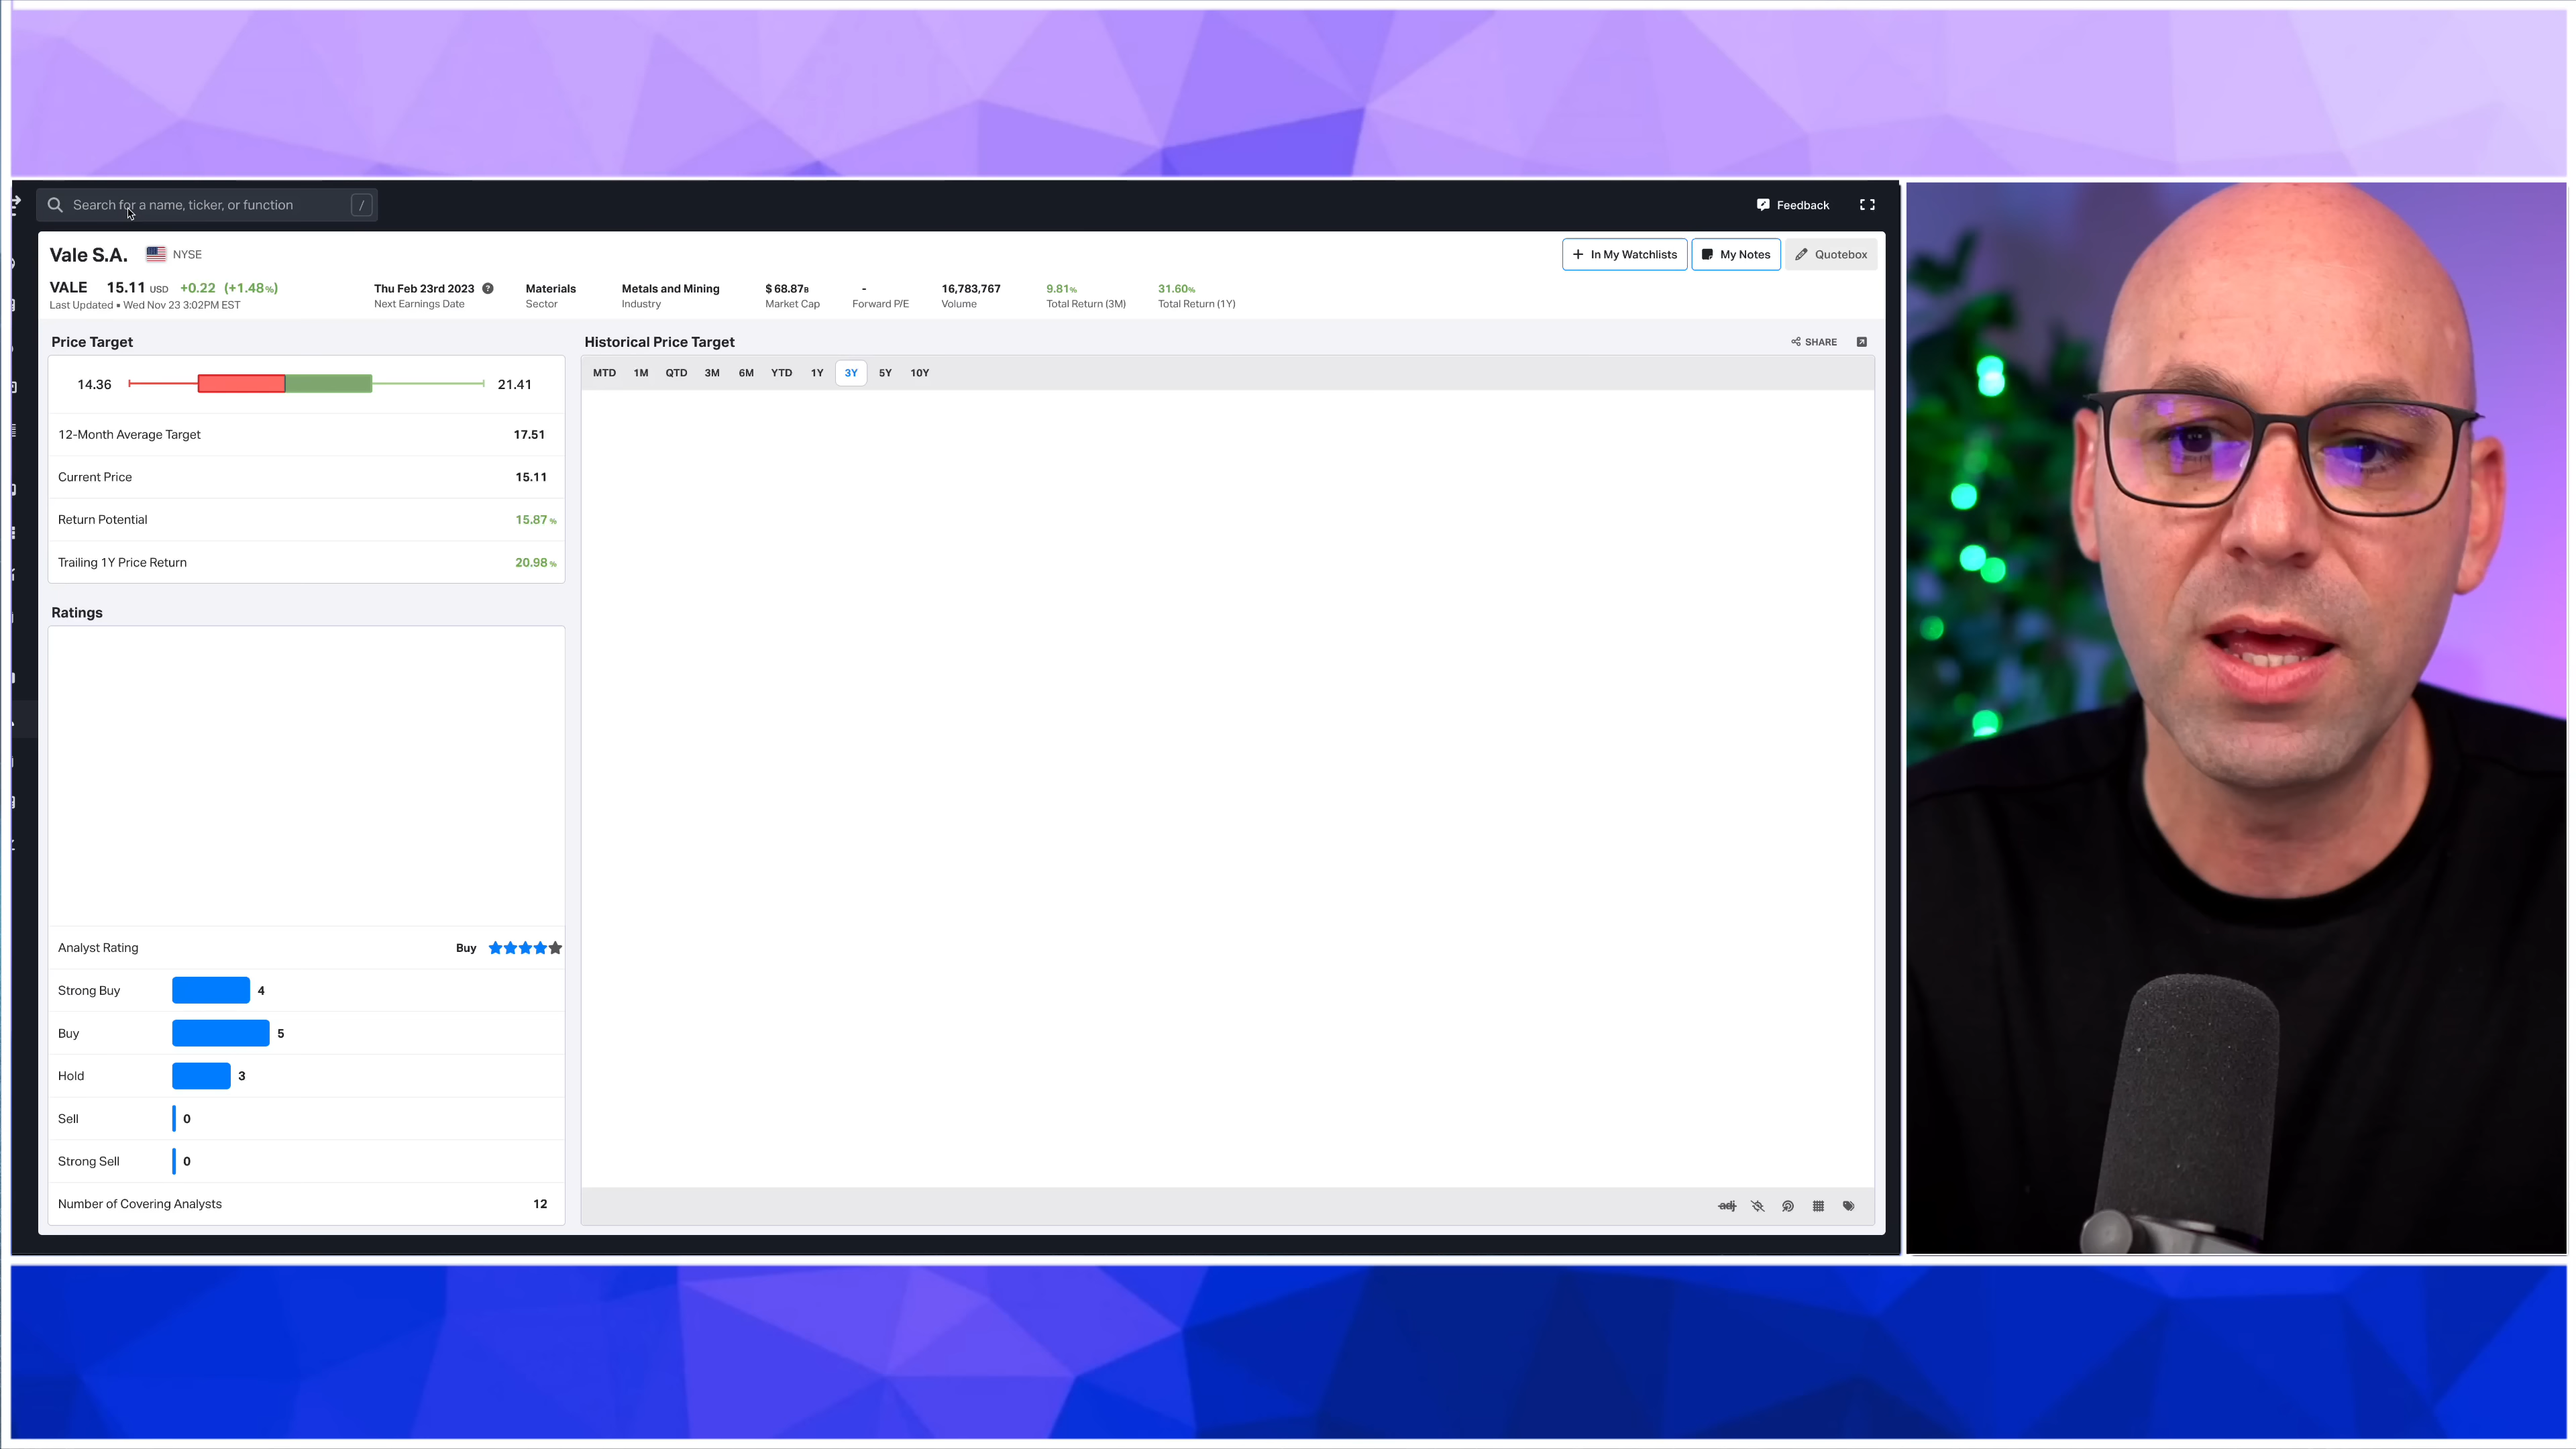 Search for a name, ticker, or function /
Feedback
Vale S.A. NYSE
+ In My Watchlists My Notes Quotebox
VALE 15.11 USD +0.22 (+1.48%)
Last Updated • Wed Nov 23 3:02PM EST
Thu Feb 23rd 2023 ?
Next Earnings Date
Materials
Sector
Metals and Mining
Industry
$ 68.87B
Market Cap
-
Forward P/E
16,783,767
Volume
9.81%
Total Return (3M)
31.60%
Total Return (1Y)
Price Target
14.36 21.41
12-Month Average Target 17.51
Current Price 15.11
Return Potential 15.87 %
Trailing 1Y Price Return 20.98 %
Ratings
Analyst Rating Buy
Strong Buy 4
Buy 5
Hold 3
Sell 0
Strong Sell 0
Number of Covering Analysts 12
Historical Price Target
SHARE
MTD 1M QTD 3M 6M YTD 1Y 3Y 5Y 10Y
adj